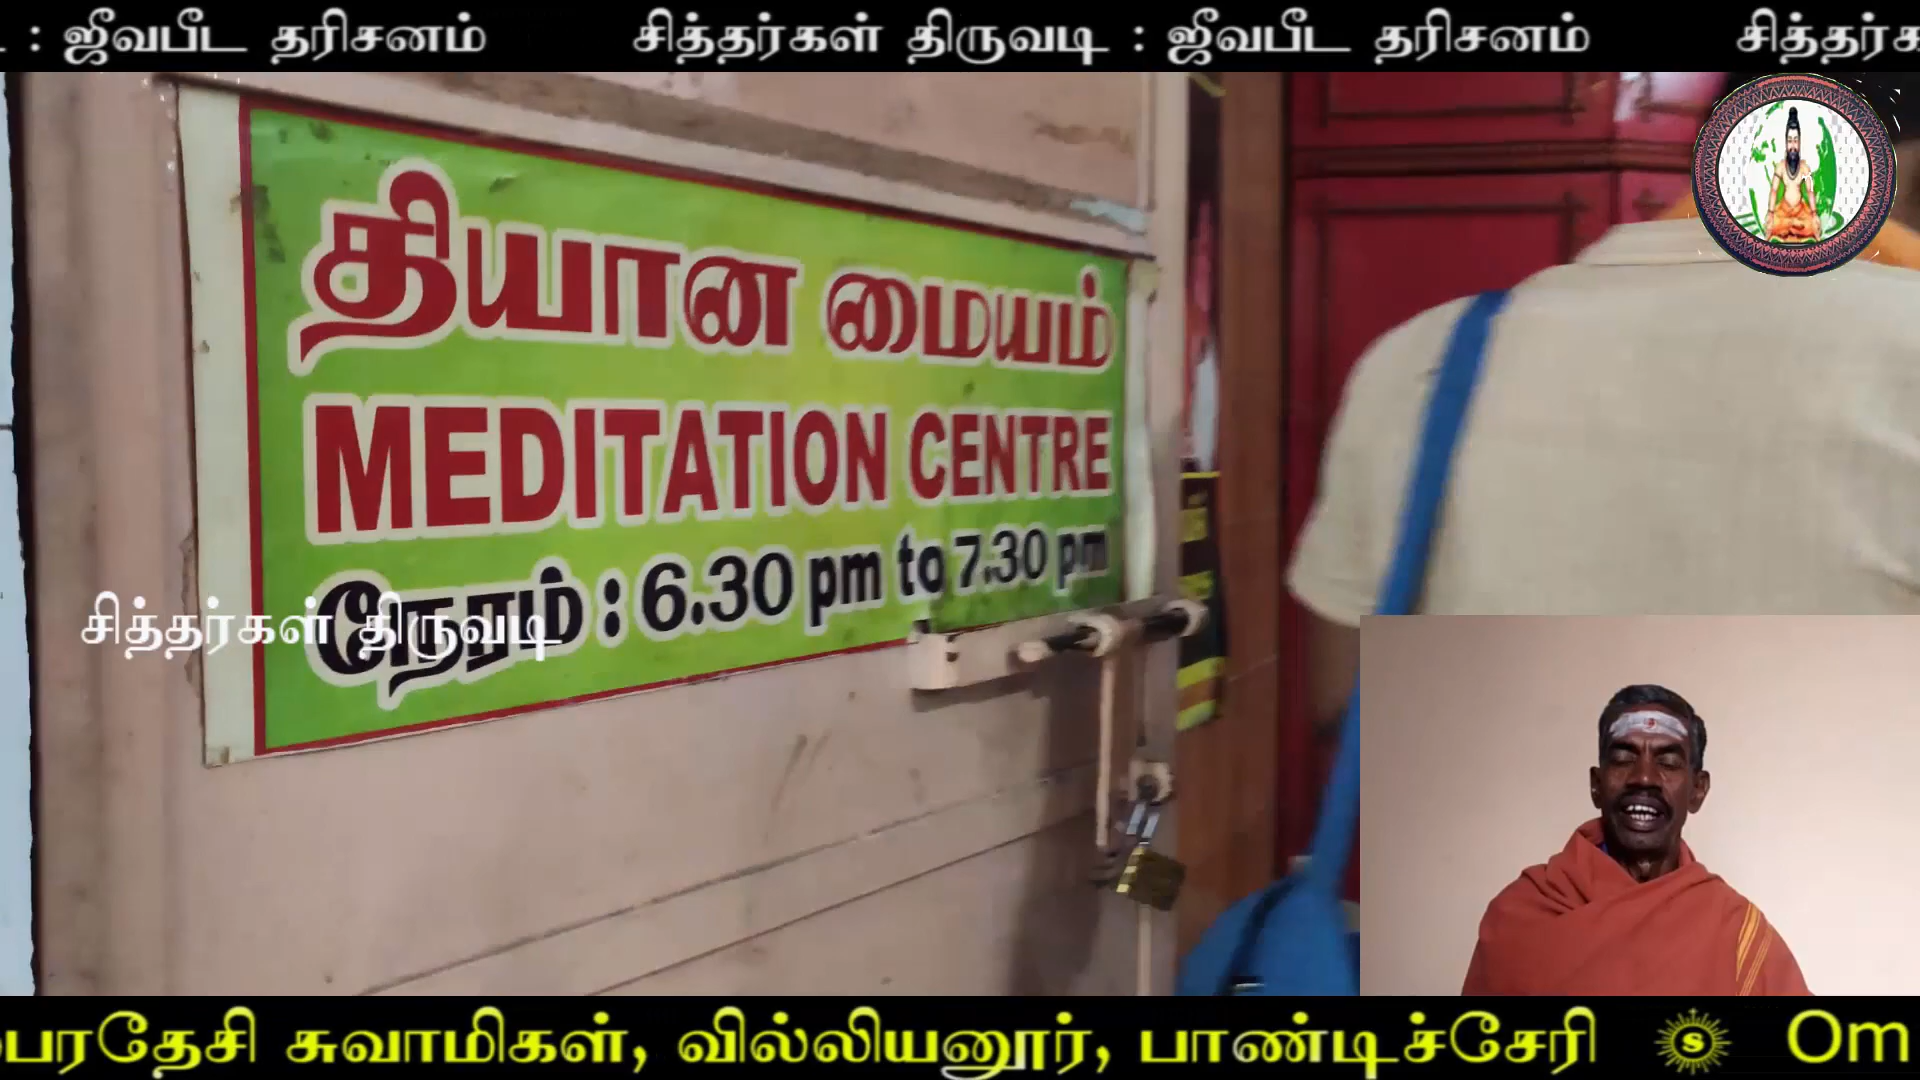 : ஜீவபீட தரிசனம் சித்தர்கள் திருவடி : ஜீவபீட தரிசனம்
தியான மையம்
MEDITATION CENTRE
நேரம் : 6.30 pm to 7.30 pm
சித்தர்கள் திருவடி
பரதேசி சுவாமிகள், வில்லியனூர், பாண்டிச்சேரி S Om